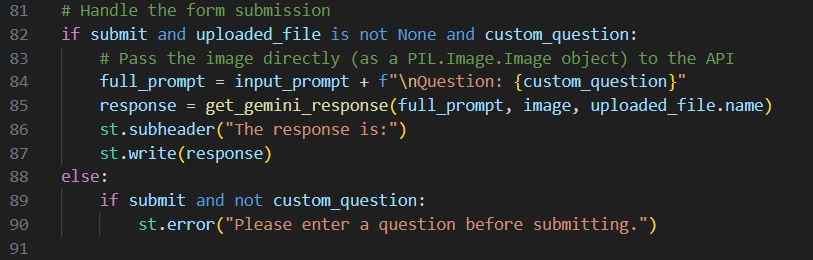 81 # Handle the form submission
82 if submit and uploaded_file is not None and custom_question:
83     # Pass the image directly (as a PIL.Image.Image object) to the API
84     full_prompt = input_prompt + f"\nQuestion: {custom_question}"
85     response = get_gemini_response(full_prompt, image, uploaded_file.name)
86     st.subheader("The response is:")
87     st.write(response)
88 else:
89     if submit and not custom_question:
90         st.error("Please enter a question before submitting.")
91